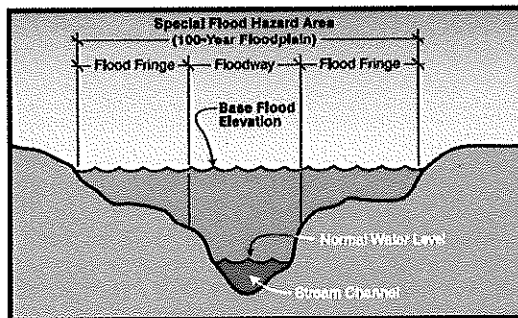 Special Flood Hazard Area
(100-Year Floodplain)
Flood Fringe
Floodway
Flood Fringe
Base Flood
Elevation
Normal Water Level
Stream Channel